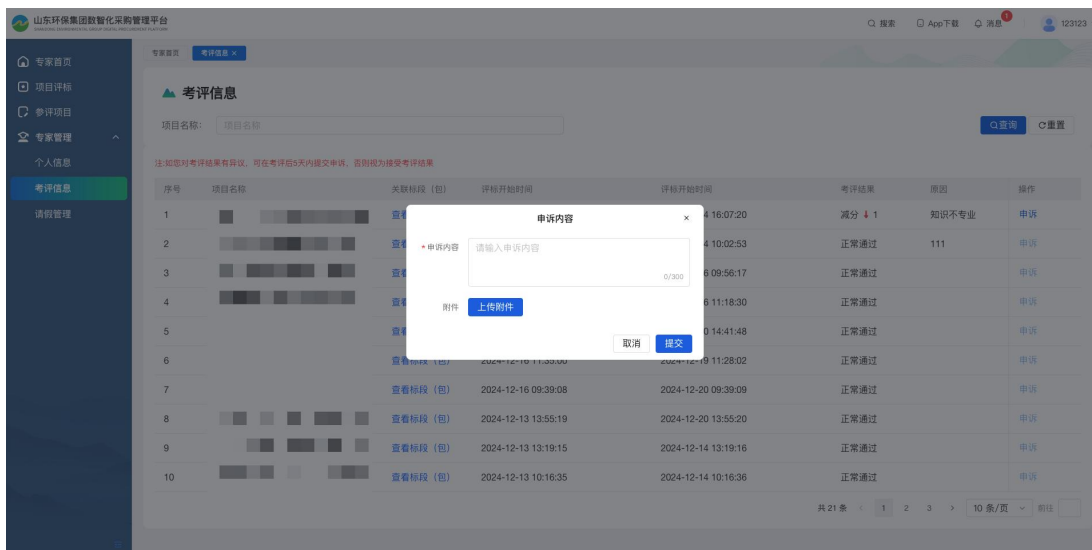 山东环保集团数智化采购管理平台
搜索 App下载 消息 1 123123
专家首页
项目评标
参评项目
专家管理
个人信息
考评信息
请假管理
专家首页 考评信息 ×
考评信息
项目名称: 项目名称 查询 重置
注:如您对考评结果有异议, 可在考评后5天内提交申诉, 否则视为接受考评结果
序号 项目名称 关联标段(包) 评标开始时间 评标开始时间 考评结果 原因 操作
1 查看 4 16:07:20 减分 ↓ 1 知识不专业 申诉
2 查看 4 10:02:53 正常通过 111 申诉
3 查看 6 09:56:17 正常通过 申诉
4 查看 6 11:18:30 正常通过 申诉
5 查看 0 14:41:48 正常通过 申诉
6 查看标段(包) 2024-12-16 11:35:00 2024-12-19 11:28:02 正常通过 申诉
7 查看标段(包) 2024-12-16 09:39:08 2024-12-20 09:39:09 正常通过 申诉
8 查看标段(包) 2024-12-13 13:55:19 2024-12-20 13:55:20 正常通过 申诉
9 查看标段(包) 2024-12-13 13:19:15 2024-12-14 13:19:16 正常通过 申诉
10 查看标段(包) 2024-12-13 10:16:35 2024-12-14 10:16:36 正常通过 申诉
申诉内容 ×
* 申诉内容 请输入申诉内容
0/300
附件 上传附件
取消 提交
共 21 条 < 1 2 3 > 10 条/页 前往